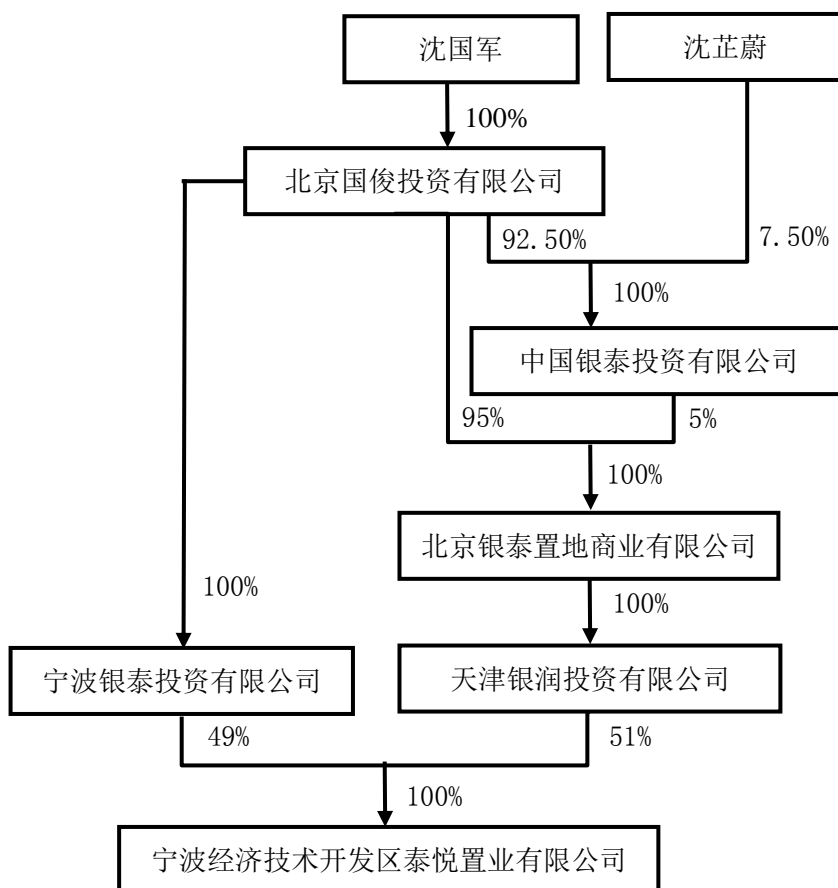 沈国军
沈芷蔚
100%
北京国俊投资有限公司
92.50%
7.50%
100%
中国银泰投资有限公司
95%
5%
100%
北京银泰置地商业有限公司
100%
100%
宁波银泰投资有限公司
天津银润投资有限公司
49%
51%
100%
宁波经济技术开发区泰悦置业有限公司